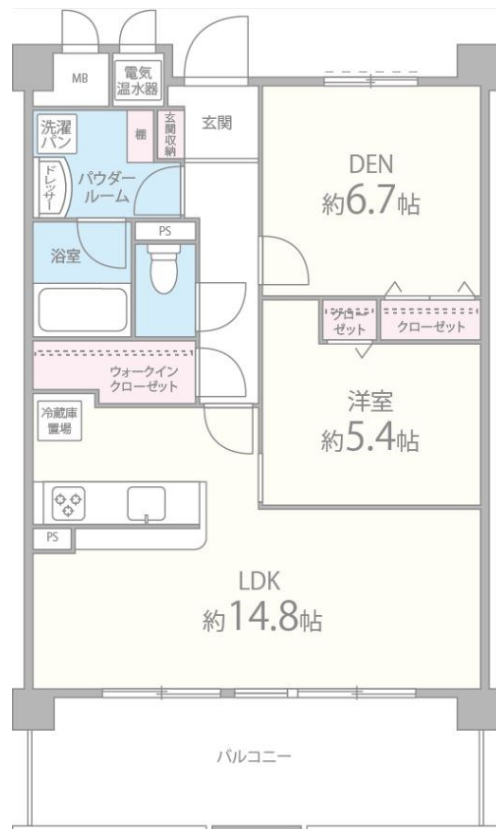 MB
電気
温水器
洗濯
パン
棚
玄関収納
玄関
ドレッサー
パウダー
ルーム
DEN
約6.7帖
浴室
PS
クロー
ゼット
クローゼット
ウォークイン
クローゼット
洋室
約5.4帖
冷蔵庫
置場
PS
LDK
約14.8帖
バルコニー